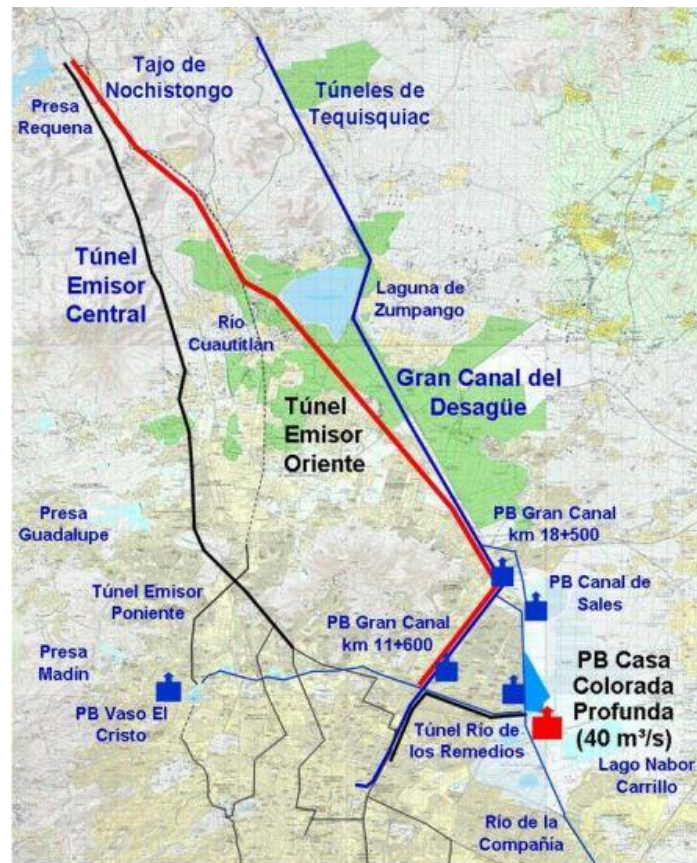 Tajo de
Nochistongo
Túneles de
Tequisquiac
Presa
Requena
Túnel
Emisor
Central
Laguna de
Zumpango
Río
Cuautitlán
Gran Canal del
Desagüe
Túnel
Emisor
Oriente
Presa
Guadalupe
PB Gran Canal
km 18+500
Túnel Emisor
Poniente
PB Canal de
Sales
PB Gran Canal
km 11+600
Presa
Madín
PB Vaso El
Cristo
PB Casa
Colorada
Profunda
(40 m³/s)
Túnel Río de
los Remedios
Lago Nabor
Carrillo
Río de la
Compañía